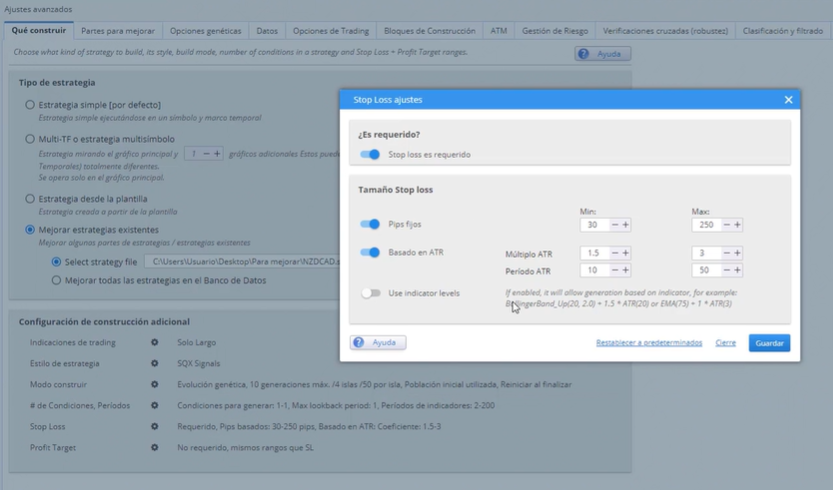 Ajustes avanzados
Qué construir
Partes para mejorar
Opciones genéticas
Datos
Opciones de Trading
Bloques de Construcción
ATM
Gestión de Riesgo
Verificaciones cruzadas (robustez)
Clasificación y filtrado
Choose what kind of strategy to build, its style, build mode, number of conditions in a strategy and Stop Loss + Profit Target ranges.
Ayuda
Tipo de estrategia
Estrategia simple [por defecto]
Estrategia simple ejecutándose en un símbolo y marco temporal
Multi-TF o estrategia multisímbolo
Estrategia mirando el gráfico principal y 1 − + gráficos adicionales Estos puede
Temporales) totalmente diferentes.
Se opera solo en el gráfico principal.
Estrategia desde la plantilla
Estrategia creada a partir de la plantilla
Mejorar estrategias existentes
Mejorar algunas partes de estrategias / estrategias existentes
Select strategy file C:\Users\Usuario\Desktop\Para mejorar\NZDCAD.s
Mejorar todas las estrategias en el Banco de Datos
Configuración de construcción adicional
Indicaciones de trading Solo Largo
Estilo de estrategia SQX Signals
Modo construir Evolución genética, 10 generaciones máx. /4 islas /50 por isla, Población inicial utilizada, Reiniciar al finalizar
# de Condiciones, Períodos Condiciones para generar: 1-1, Max lookback period: 1, Períodos de indicadores: 2-200
Stop Loss Requerido, Pips basados: 30-250 pips, Basado en ATR: Coeficiente: 1.5-3
Profit Target No requerido, mismos rangos que SL
Stop Loss ajustes
¿Es requerido?
Stop loss es requerido
Tamaño Stop loss
Min: Max:
Pips fijos 30 − + 250 − +
Basado en ATR Múltiplo ATR 1.5 − + 3 − +
Período ATR 10 − + 50 − +
Use indicator levels
If enabled, it will allow generation based on indicator, for example:
BollingerBand_Up(20, 2.0) + 1.5 * ATR(20) or EMA(75) + 1 * ATR(3)
Ayuda
Restablecer a predeterminados
Cierre
Guardar